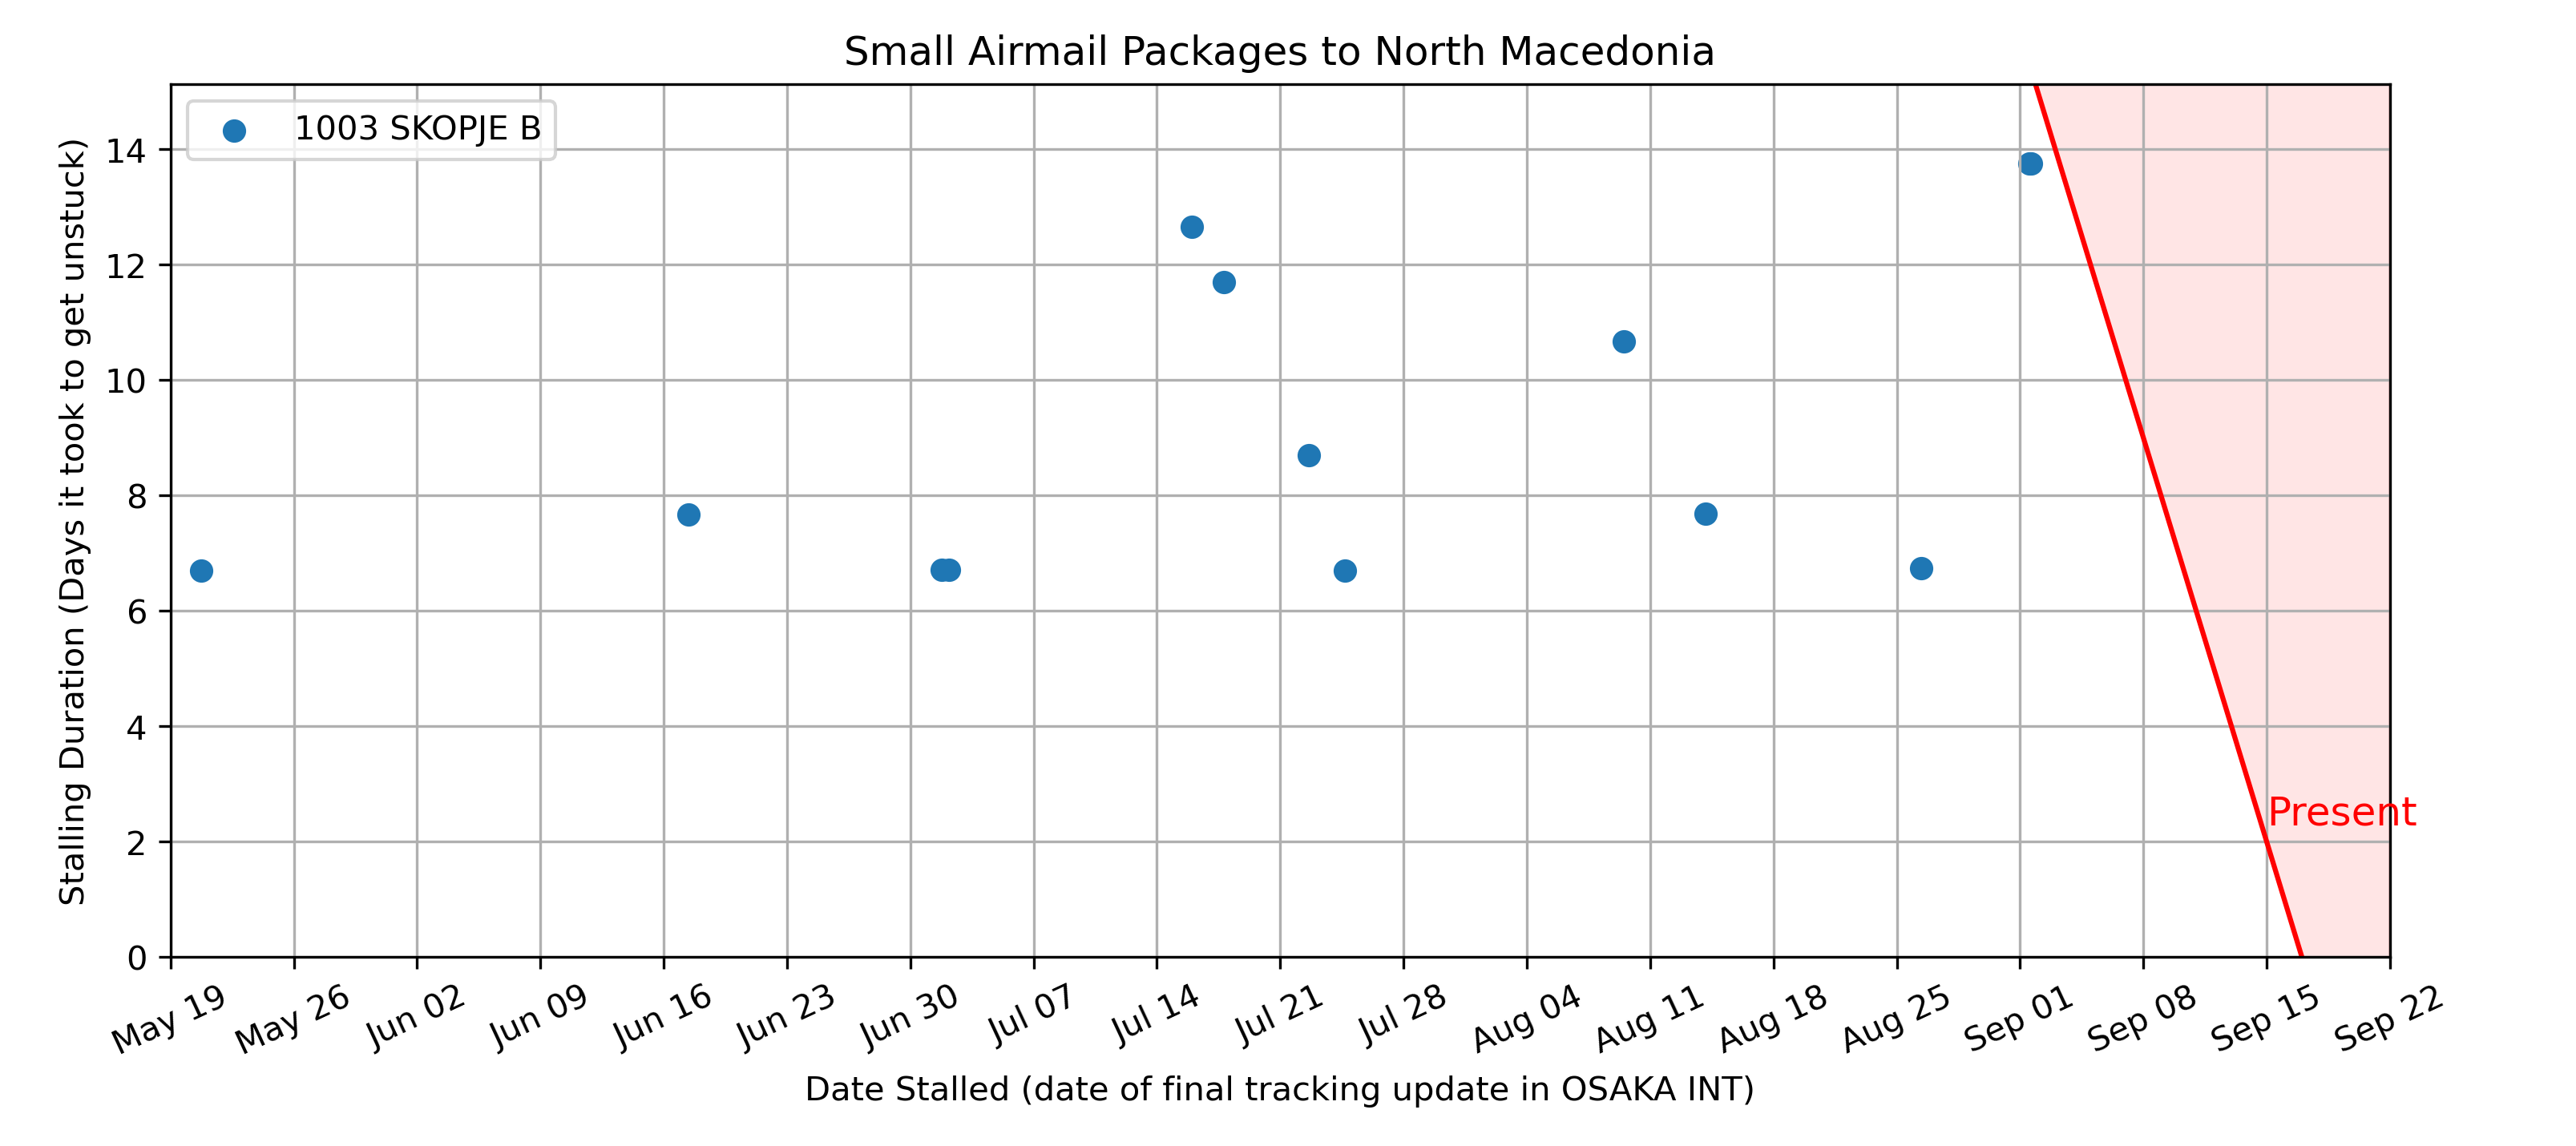 Small Airmail Packages to North Macedonia
1003 SKOPJE B
Stalling Duration (Days it took to get unstuck)
14
12
10
8
6
4
2
0
Present
May 19
May 26
Jun 02
Jun 09
Jun 16
Jun 23
Jun 30
Jul 07
Jul 14
Jul 21
Jul 28
Aug 04
Aug 11
Aug 18
Aug 25
Sep 01
Sep 08
Sep 15
Sep 22
Date Stalled (date of final tracking update in OSAKA INT)